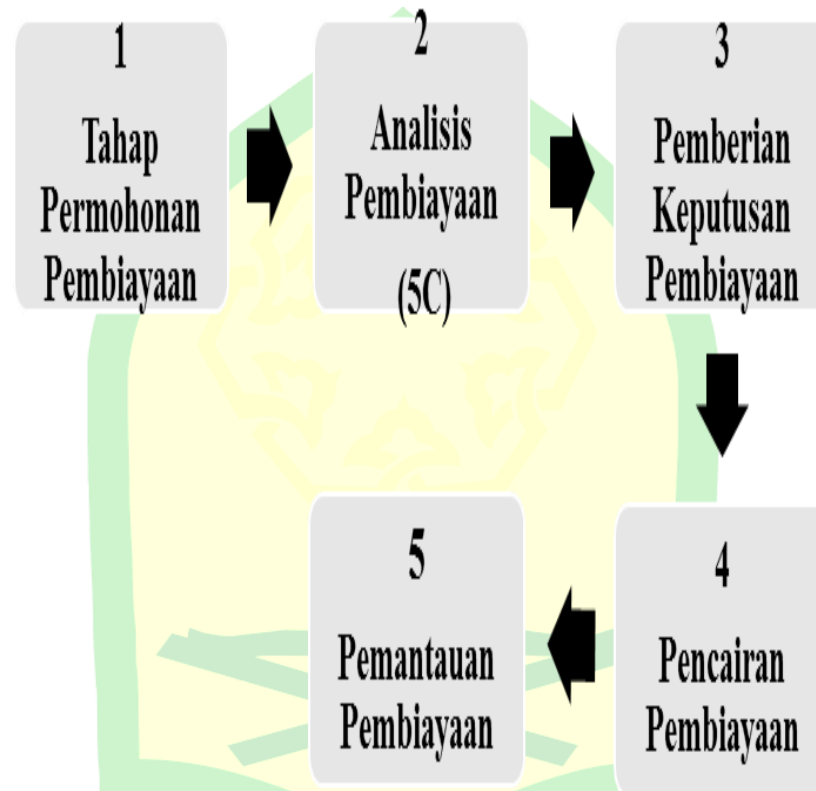 1
Tahap
Permohonan
Pembiayaan
2
Analisis
Pembiayaan
(5C)
3
Pemberian
Keputusan
Pembiayaan
4
Pencairan
Pembiayaan
5
Pemantauan
Pembiayaan